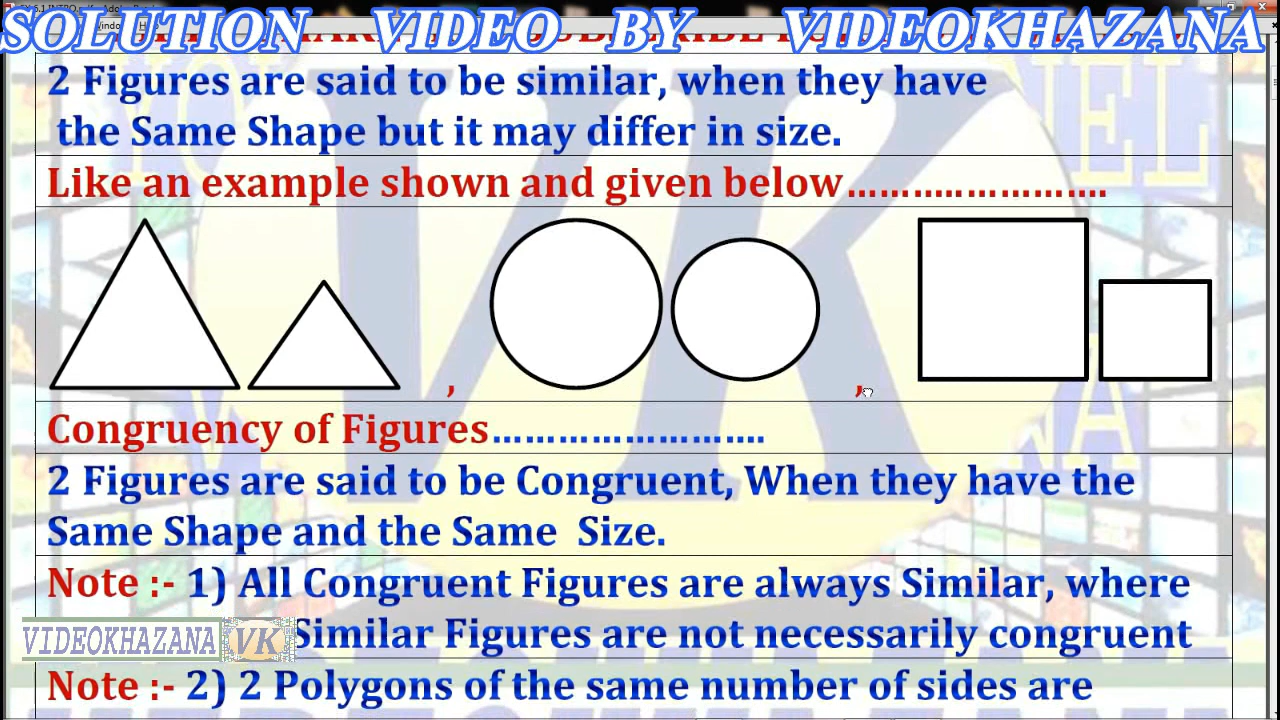 SOLUTION VIDEO BY VIDEOKHAZANA
2 Figures are said to be similar, when they have
the Same Shape but it may differ in size.
Like an example shown and given below…………………….
, ,
Congruency of Figures…………………….
2 Figures are said to be Congruent, When they have the
Same Shape and the Same Size.
Note :- 1) All Congruent Figures are always Similar, where
Similar Figures are not necessarily congruent
VIDEOKHAZANA VK
Note :- 2) 2 Polygons of the same number of sides are